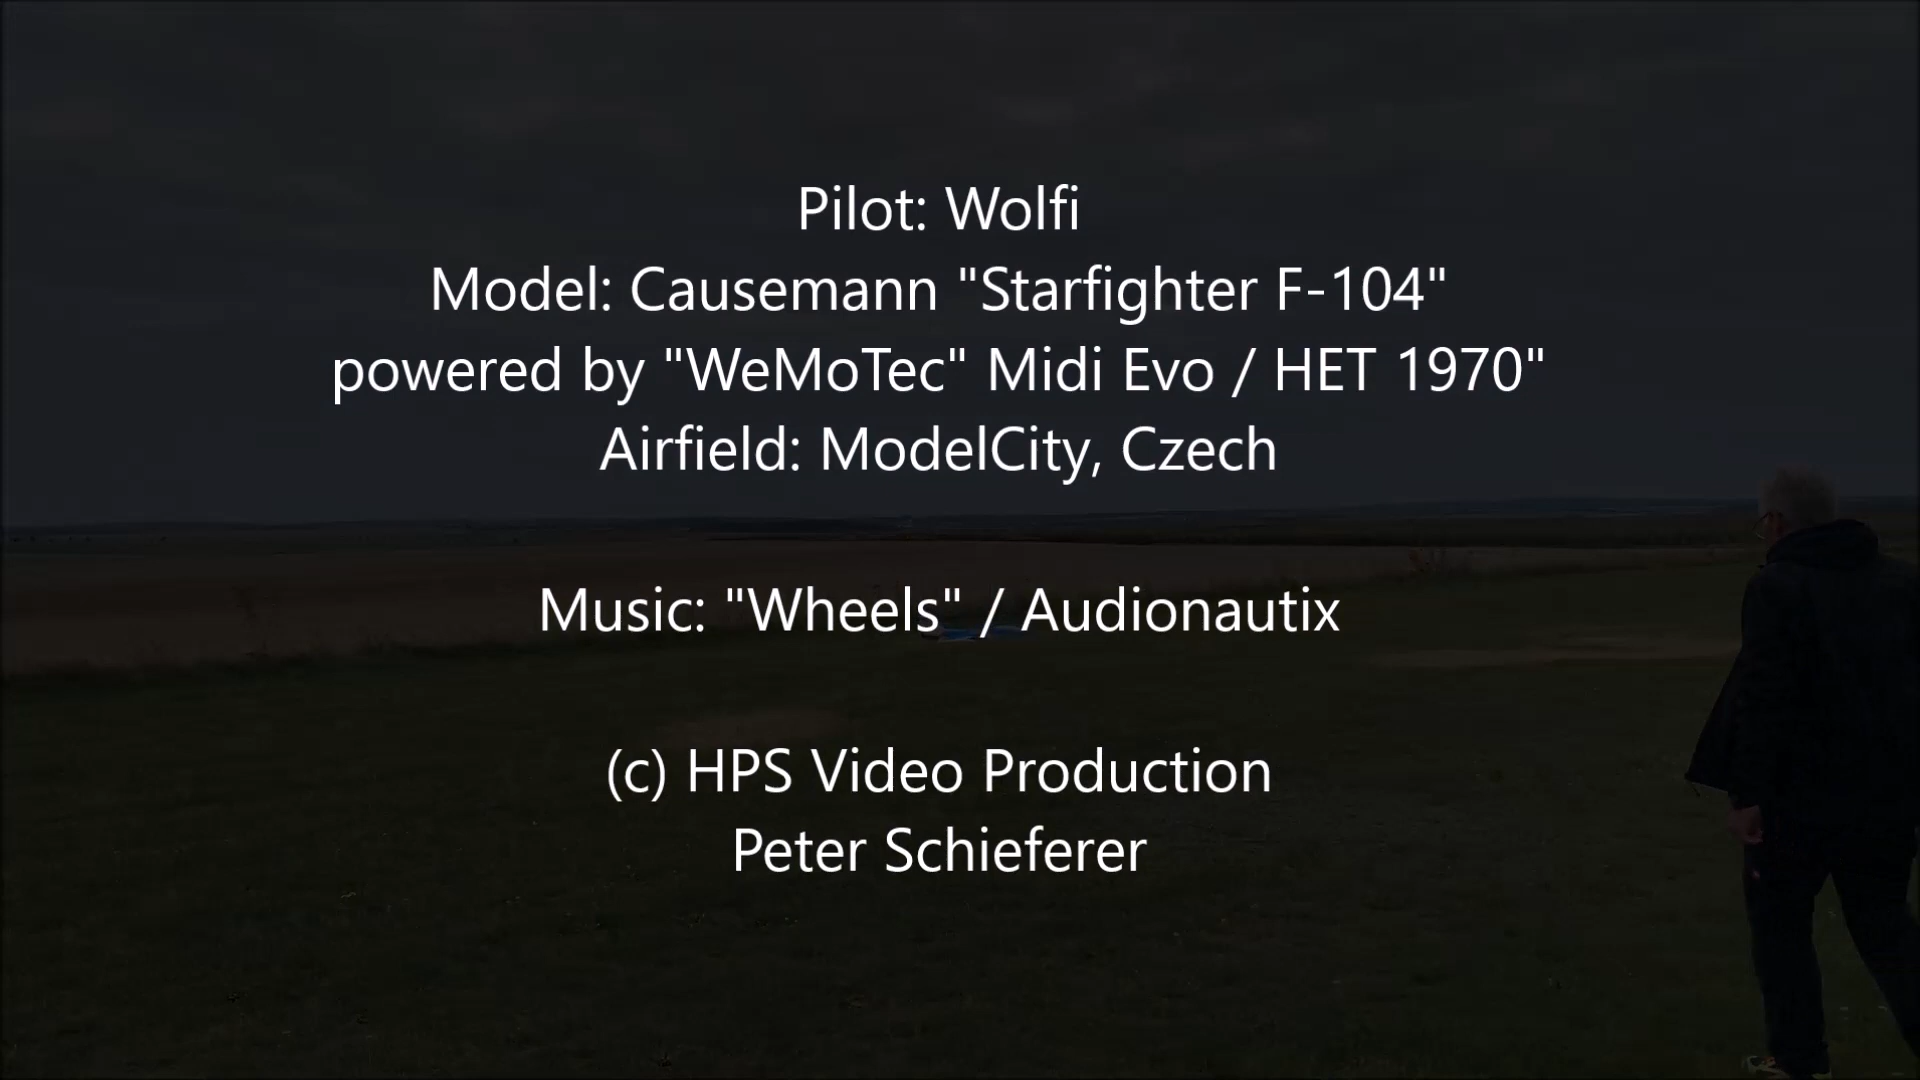 Pilot: Wolfi
Model: Causemann "Starfighter F-104"
powered by "WeMoTec" Midi Evo / HET 1970"
Airfield: ModelCity, Czech
Music: "Wheels" / Audionautix
(c) HPS Video Production
Peter Schieferer